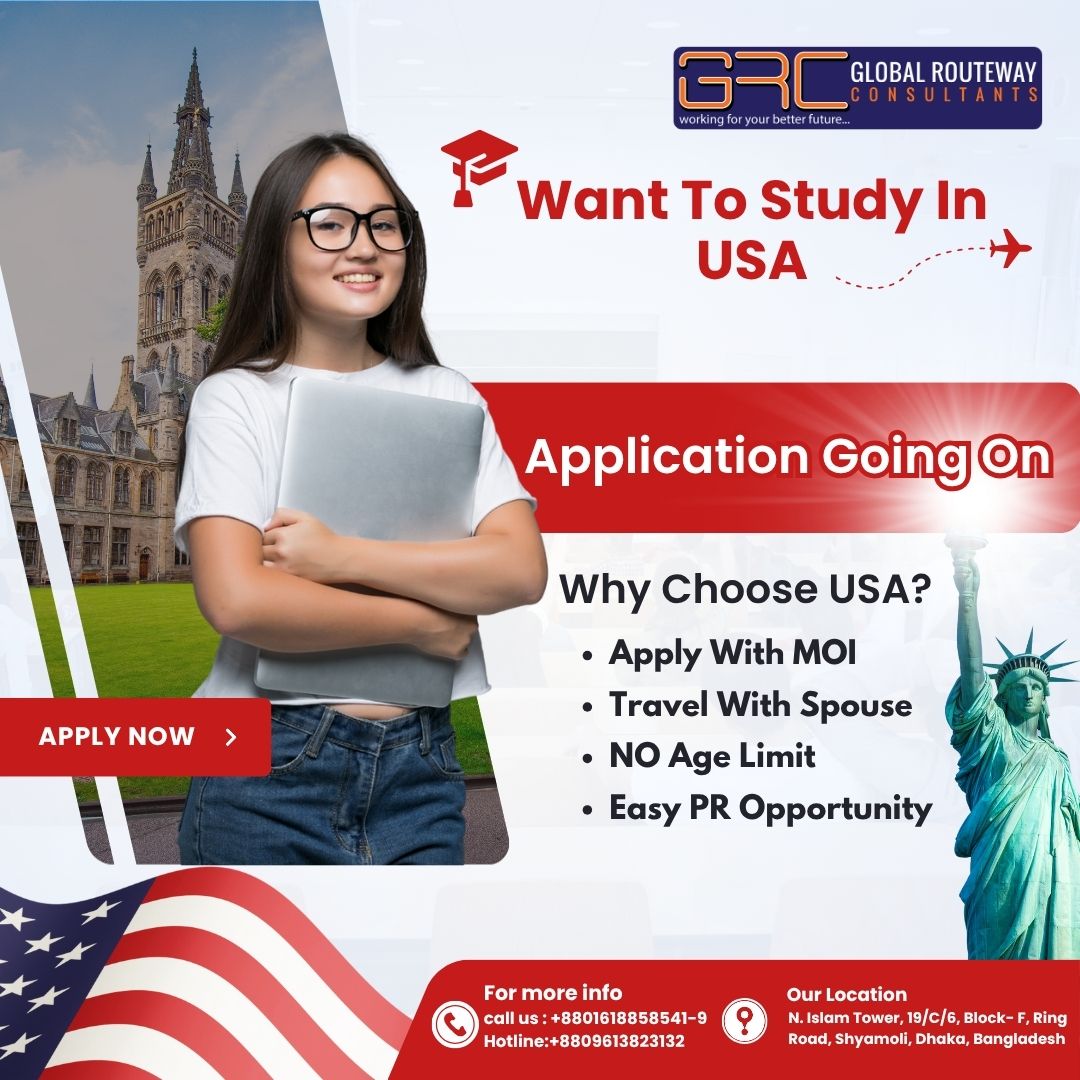 GRC GLOBAL ROUTEWAY
CONSULTANTS
working for your better future...
Want To Study In
USA
Application Going On
Why Choose USA?
• Apply With MOI
• Travel With Spouse
• NO Age Limit
• Easy PR Opportunity
APPLY NOW >
For more info
call us : +8801618858541-9
Hotline:+8809613823132
Our Location
N. Islam Tower, 19/C/6, Block- F, Ring
Road, Shyamoli, Dhaka, Bangladesh